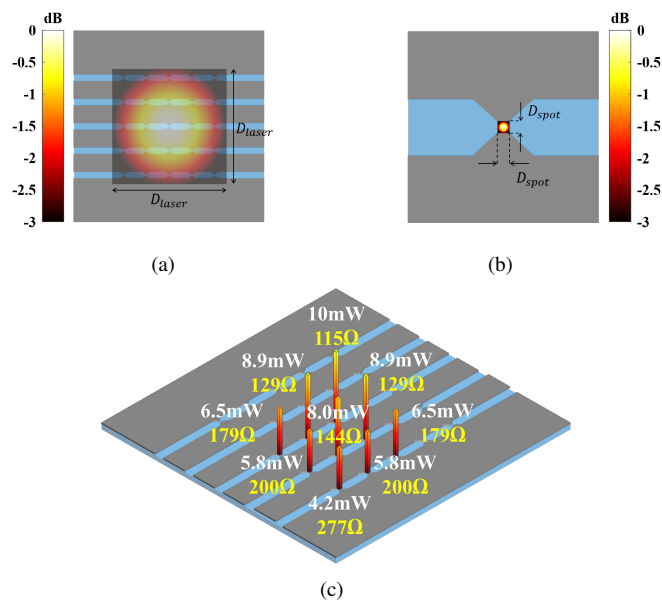 dB
0
-0.5
-1
-1.5
-2
-2.5
-3
D_laser
D_laser
(a)
dB
0
-0.5
-1
-1.5
-2
-2.5
-3
D_spot
D_spot
(b)
10mW
115Ω
8.9mW 8.9mW
129Ω 129Ω
6.5mW 8.0mW 6.5mW
179Ω 144Ω 179Ω
5.8mW 5.8mW
200Ω 200Ω
4.2mW
277Ω
(c)